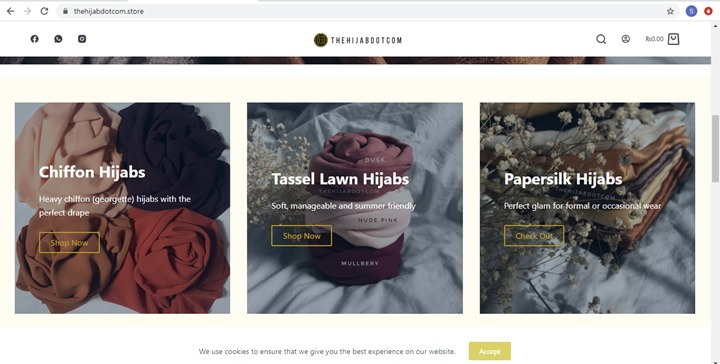 thehijabdotcom.store
S
THEHIJABDOTCOM
₨0.00
Chiffon Hijabs
Heavy chiffon (georgette) hijabs with the
perfect drape
Shop Now
DUSK
Tassel Lawn Hijabs
THEHIJABDOTCOM
Soft, manageable and summer friendly
NUDE PINK
Shop Now
MULLBERY
Papersilk Hijabs
THEHIJABDOTCOM
Perfect glam for formal or occasional wear
Check Out
We use cookies to ensure that we give you the best experience on our website.
Accept